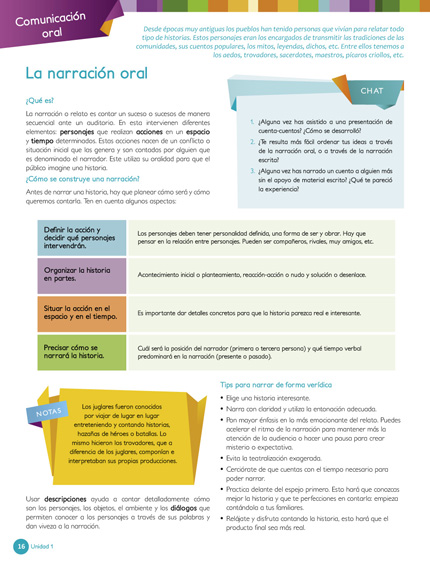 Comunicación
oral
Desde épocas muy antiguas los pueblos han tenido personas que vivían para relatar todo
tipo de historias. Estos personajes eran los encargados de transmitir las tradiciones de las
comunidades, sus cuentos populares, los mitos, leyendas, dichos, etc. Entre ellos tenemos a
los aedos, trovadores, sacerdotes, maestros, pícaros criollos, etc.
La narración oral
¿Qué es?
La narración o relato es contar un suceso o sucesos de manera
secuencial ante un auditorio. En esta intervienen diferentes
elementos: personajes que realizan acciones en un espacio
y tiempo determinados. Estas acciones nacen de un conflicto o
situación inicial que los genera y son contados por alguien que
es denominado el narrador. Este utiliza su oralidad para que el
público imagine una historia.
¿Cómo se construye una narración?
Antes de narrar una historia, hay que planear cómo será y cómo
queremos contarla. Ten en cuenta algunos aspectos:
CHAT
1. ¿Alguna vez has asistido a una presentación de
cuenta-cuentos? ¿Cómo se desarrolló?
2. ¿Te resulta más fácil ordenar tus ideas a través
de la narración oral, o a través de la narración
escrita?
3. ¿Alguna vez has narrado un cuento a alguien más
sin el apoyo de material escrito? ¿Qué te pareció
la experiencia?
Definir la acción y
decidir qué personajes
intervendrán.
Los personajes deben tener personalidad definida, una forma de ser y obrar. Hay que
pensar en la relación entre personajes. Pueden ser compañeros, rivales, muy amigos, etc.
Organizar la historia
en partes.
Acontecimiento inicial o planteamiento, reacción-acción o nudo y solución o desenlace.
Situar la acción en el
espacio y en el tiempo.
Es importante dar detalles concretos para que la historia parezca real e interesante.
Precisar cómo se
narrará la historia.
Cuál será la posición del narrador (primera o tercera persona) y qué tiempo verbal
predominará en la narración (presente o pasado).
NOTAS
Los juglares fueron conocidos
por viajar de lugar en lugar
entreteniendo y contando historias,
hazañas de héroes o batallas. Lo
mismo hicieron los trovadores, que a
diferencia de los juglares, componían e
interpretaban sus propias producciones.
Usar descripciones ayuda a contar detalladamente cómo
son los personajes, los objetos, el ambiente y los diálogos que
permiten conocer a los personajes a través de sus palabras y
dan viveza a la narración.
Tips para narrar de forma verídica
• Elige una historia interesante.
• Narra con claridad y utiliza la entonación adecuada.
• Pon mayor énfasis en lo más emocionante del relato. Puedes
acelerar el ritmo de la narración para mantener más la
atención de la audiencia o hacer una pausa para crear
misterio o expectativa.
• Evita la teatralización exagerada.
• Cerciórate de que cuentas con el tiempo necesario para
poder narrar.
• Practica delante del espejo primero. Esto hará que conozcas
mejor la historia y que te perfecciones en contarla: empieza
contándola a tus familiares.
• Relájate y disfruta contando la historia, esto hará que el
producto final sea más real.
16 Unidad 1